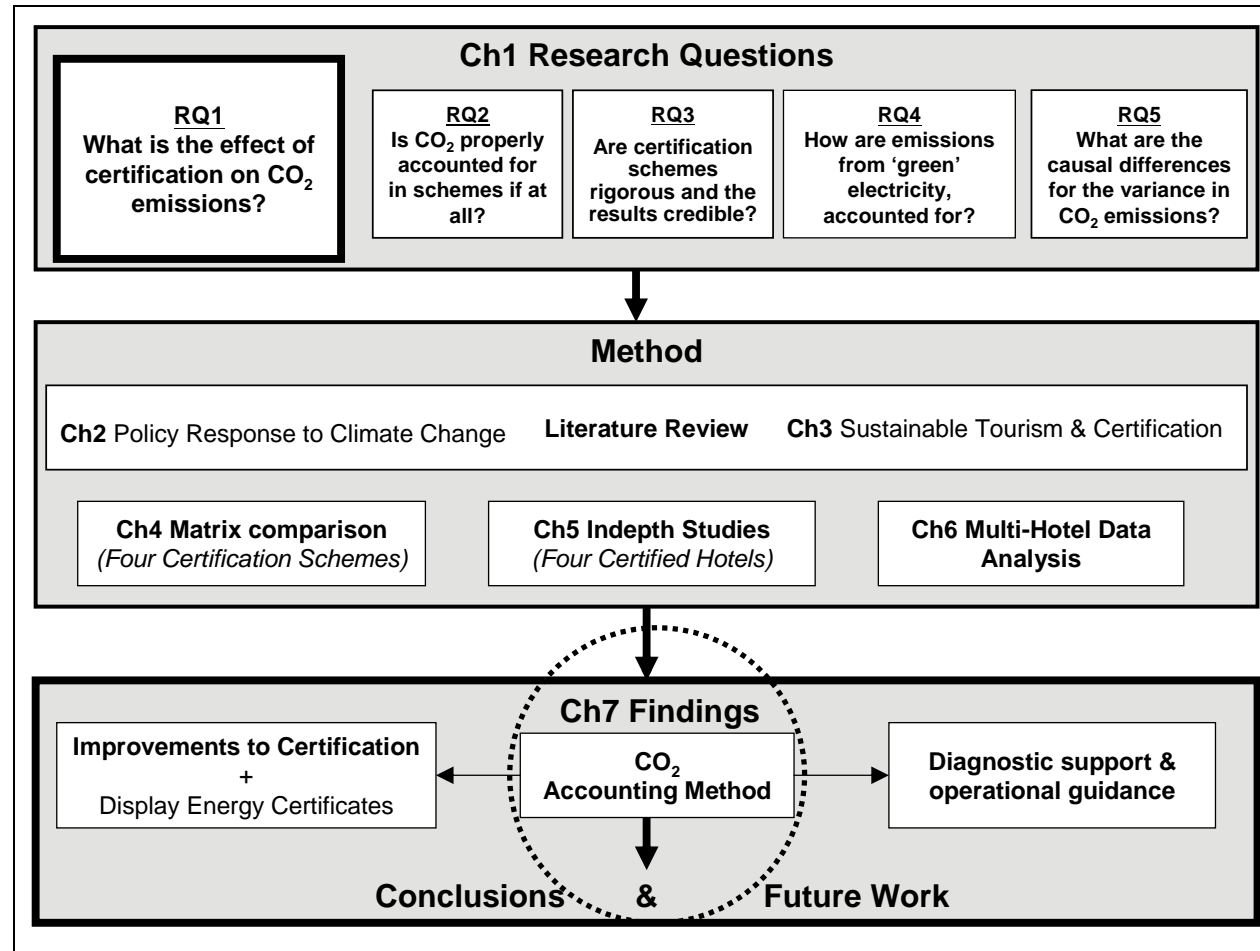 Ch1 Research Questions
RQ1
What is the effect of
certification on CO2
emissions?
RQ2
Is CO2 properly
accounted for
in schemes if at
all?
RQ3
Are certification
schemes
rigorous and the
results credible?
RQ4
How are emissions
from ‘green’
electricity,
accounted for?
RQ5
What are the
causal differences
for the variance in
CO2 emissions?
Method
Ch2 Policy Response to Climate Change
Literature Review
Ch3 Sustainable Tourism & Certification
Ch4 Matrix comparison
(Four Certification Schemes)
Ch5 Indepth Studies
(Four Certified Hotels)
Ch6 Multi-Hotel Data
Analysis
Ch7 Findings
Improvements to Certification
+
Display Energy Certificates
CO2
Accounting Method
Diagnostic support &
operational guidance
Conclusions & Future Work